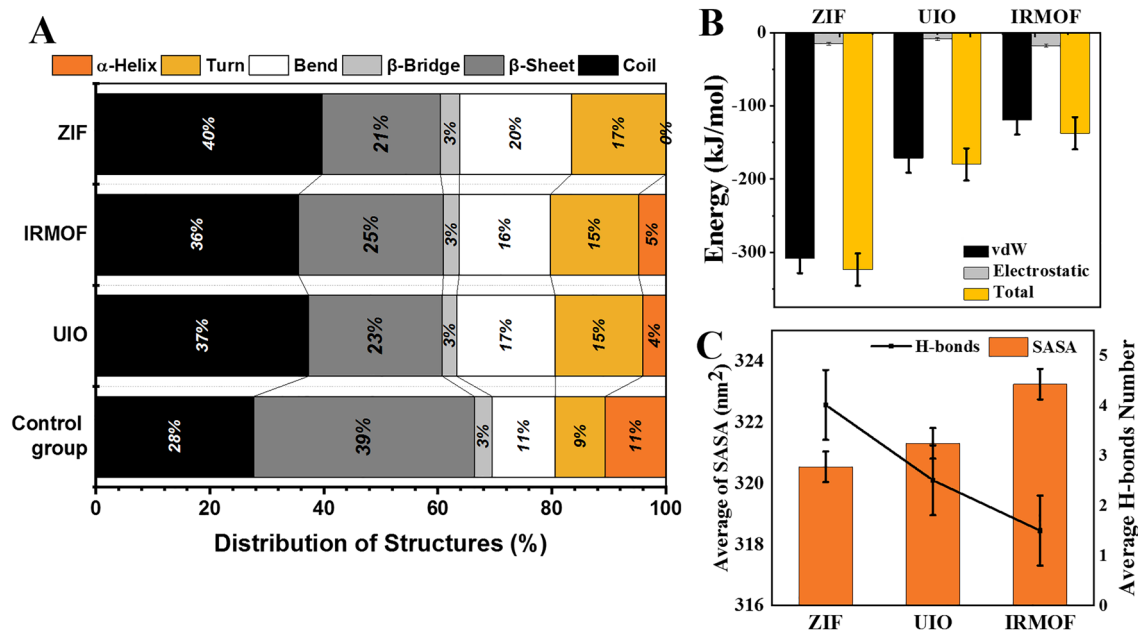 A
α-Helix Turn Bend β-Bridge β-Sheet Coil
ZIF
40% 21% 3% 20% 17% 0%
IRMOF
36% 25% 3% 16% 15% 5%
UIO
37% 23% 3% 17% 15% 4%
Control
group
28% 39% 3% 11% 9% 11%
0 20 40 60 80 100
Distribution of Structures (%)
B
ZIF UIO IRMOF
0
-100
-200
-300
Energy (kJ/mol)
vdW
Electrostatic
Total
C
H-bonds SASA
324
322
320
318
316
Average of SASA (nm²)
5
4
3
2
1
0
Average H-bonds Number
ZIF UIO IRMOF